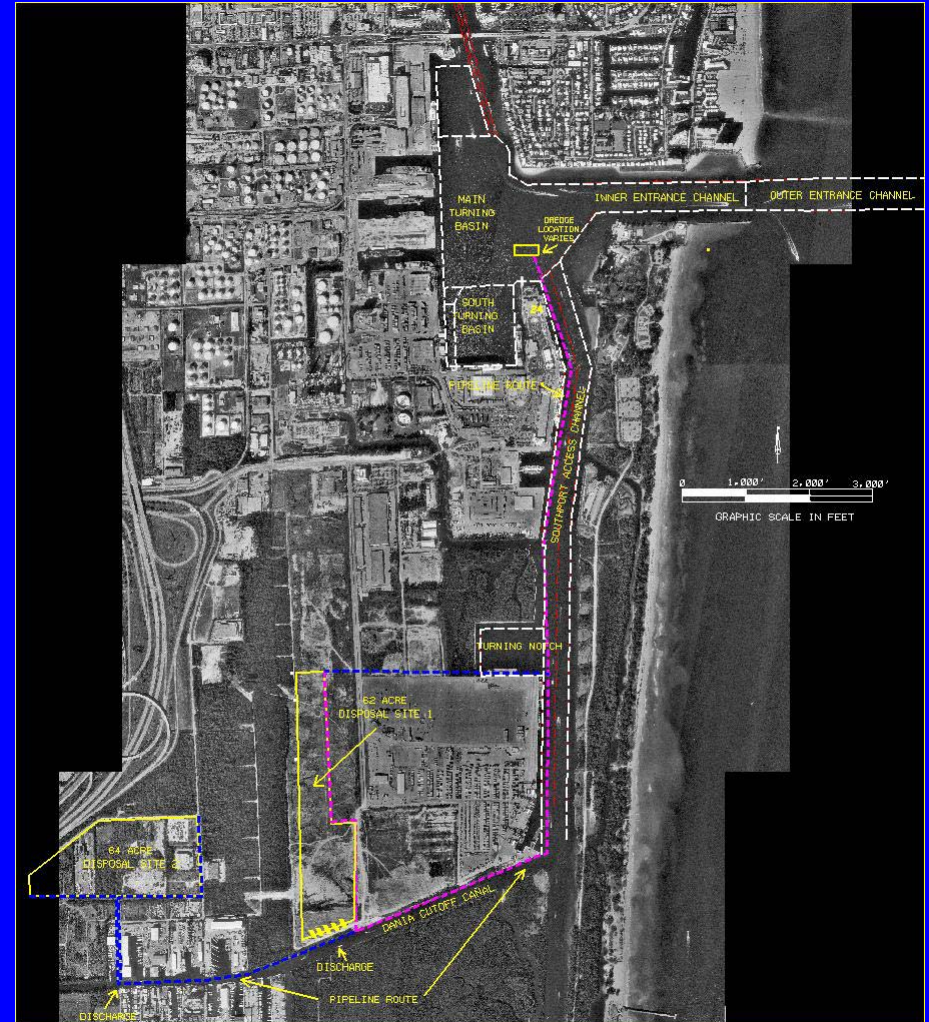 MAIN
TURNING
BASIN
INNER ENTRANCE CHANNEL
OUTER ENTRANCE CHANNEL
DREDGE
LOCATION
VARIES
SOUTH
TURNING
BASIN
24
PIPELINE ROUTE
SOUTHPORT ACCESS CHANNEL
0 1,000' 2,000' 3,000'
GRAPHIC SCALE IN FEET
TURNING NOTCH
62 ACRE
DISPOSAL SITE 1
64 ACRE
DISPOSAL SITE 2
DANIA CUTOFF CANAL
DISCHARGE
PIPELINE ROUTE
DISCHARGE